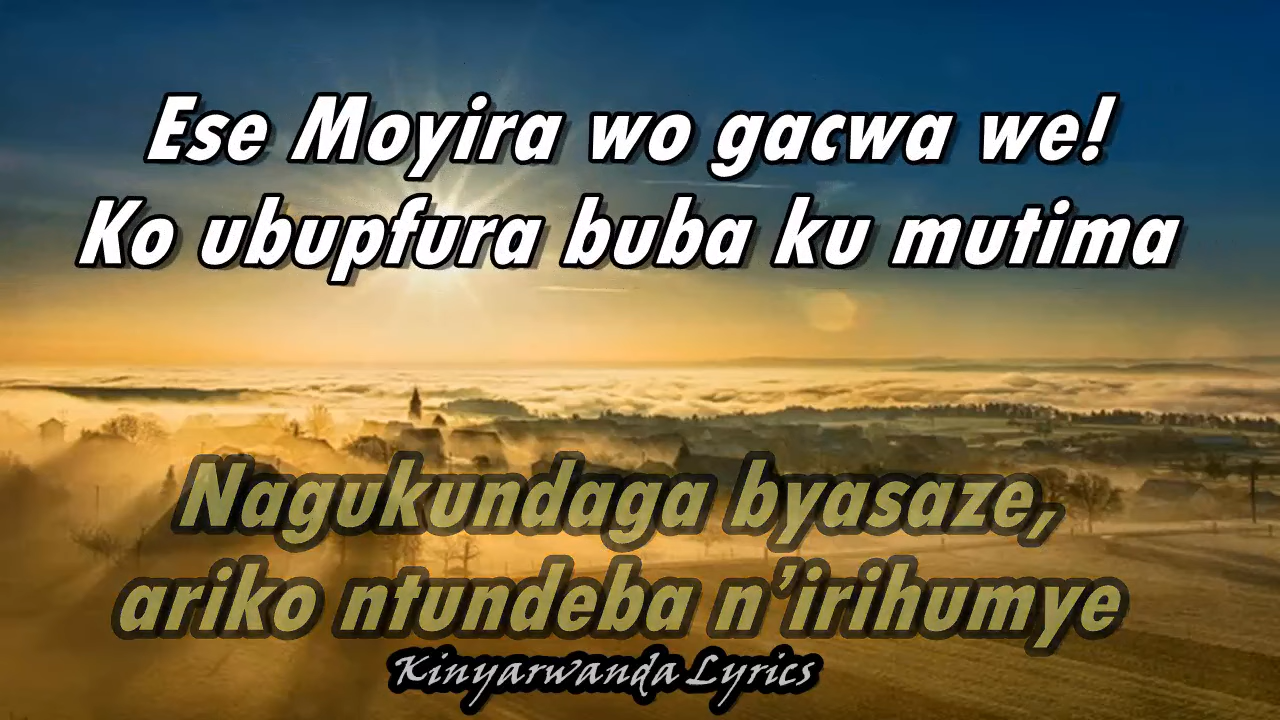 Ese Moyira wo gacwa we!
Ko ubupfura buba ku mutima
Nagukundaga byasaze,
ariko ntundeba n’irihumye
Kinyarwanda Lyrics